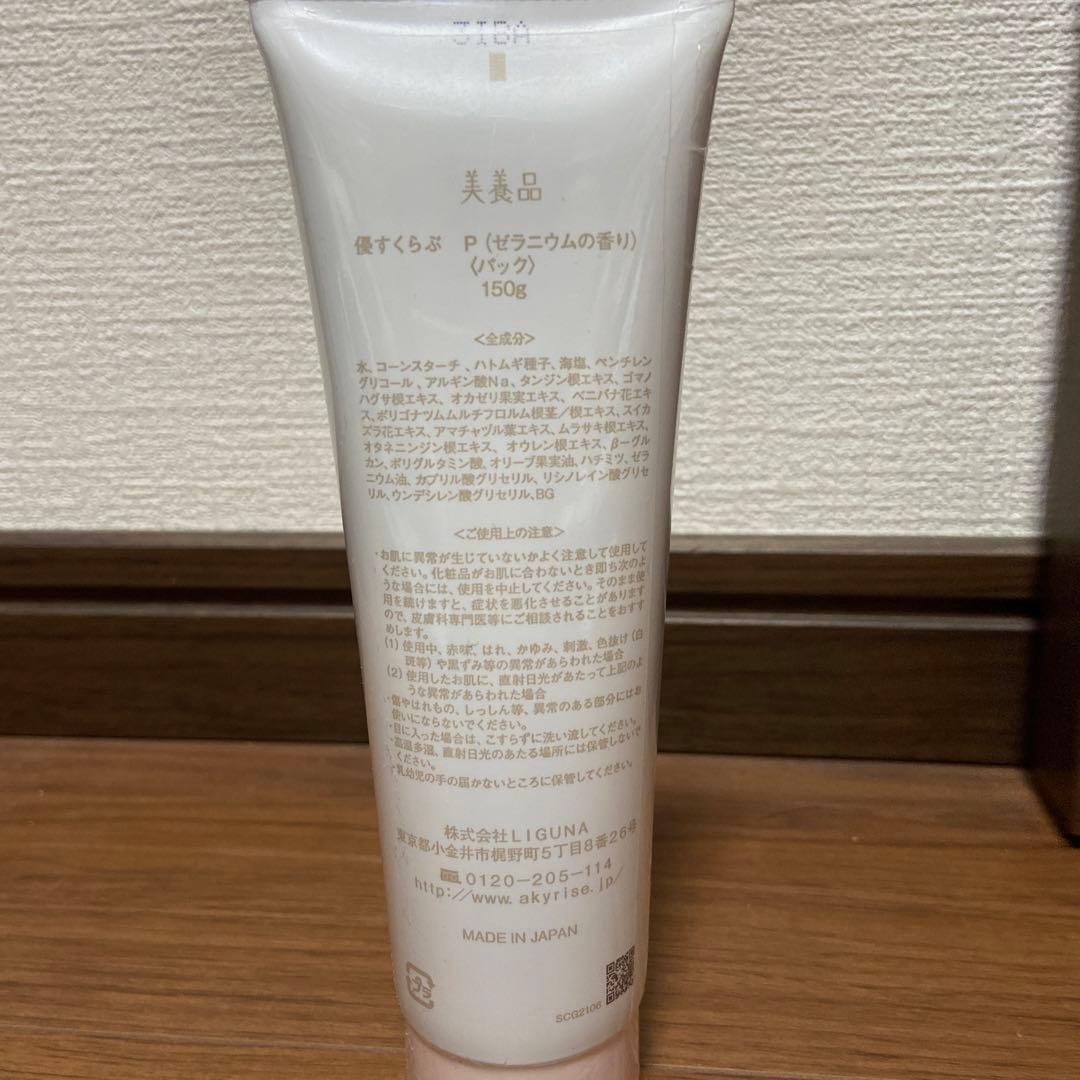 3IBA
美養品
優すくらぶ P（ゼラニウムの香り）
〈パック〉
150g
＜全成分＞
水、コーンスターチ、ハトムギ種子、海塩、ペンチレン
グリコール、アルギン酸Na、タンジン根エキス、ゴマノ
ハグサ根エキス、オカゼリ果実エキス、ベニバナ花エキ
ス、ポリゴナツムムルチフロルム根茎／根エキス、スイカ
ズラ花エキス、アマチャヅル葉エキス、ムラサキ根エキス、
オタネニンジン根エキス、オウレン根エキス、βーグル
カン、ポリグルタミン酸、オリーブ果実油、ハチミツ、ゼラ
ニウム油、カプリル酸グリセリル、リシノレイン酸グリセ
リル、ウンデシレン酸グリセリル、BG
＜ご使用上の注意＞
・お肌に異常が生じていないかよく注意して使用して
ください。化粧品がお肌に合わないとき即ち次のよ
うな場合には、使用を中止してください。そのまま使
用を続けますと、症状を悪化させることがあります
ので、皮膚科専門医等にご相談されることをおすす
めします。
（1）使用中、赤味、はれ、かゆみ、刺激、色抜け（白
斑等）や黒ずみ等の異常があらわれた場合
（2）使用したお肌に、直射日光があたって上記のよ
うな異常があらわれた場合
・傷やはれもの、しっしん等、異常のある部分にはお
使いにならないでください。
・目に入った場合は、こすらずに洗い流してください。
・高温多湿、直射日光のあたる場所には保管しないで
ください。
・乳幼児の手の届かないところに保管してください。
株式会社LIGUNA
東京都小金井市梶野町5丁目8番26号
0120-205-114
http://www.akyrise.jp/
MADE IN JAPAN
プラ
SCG2106